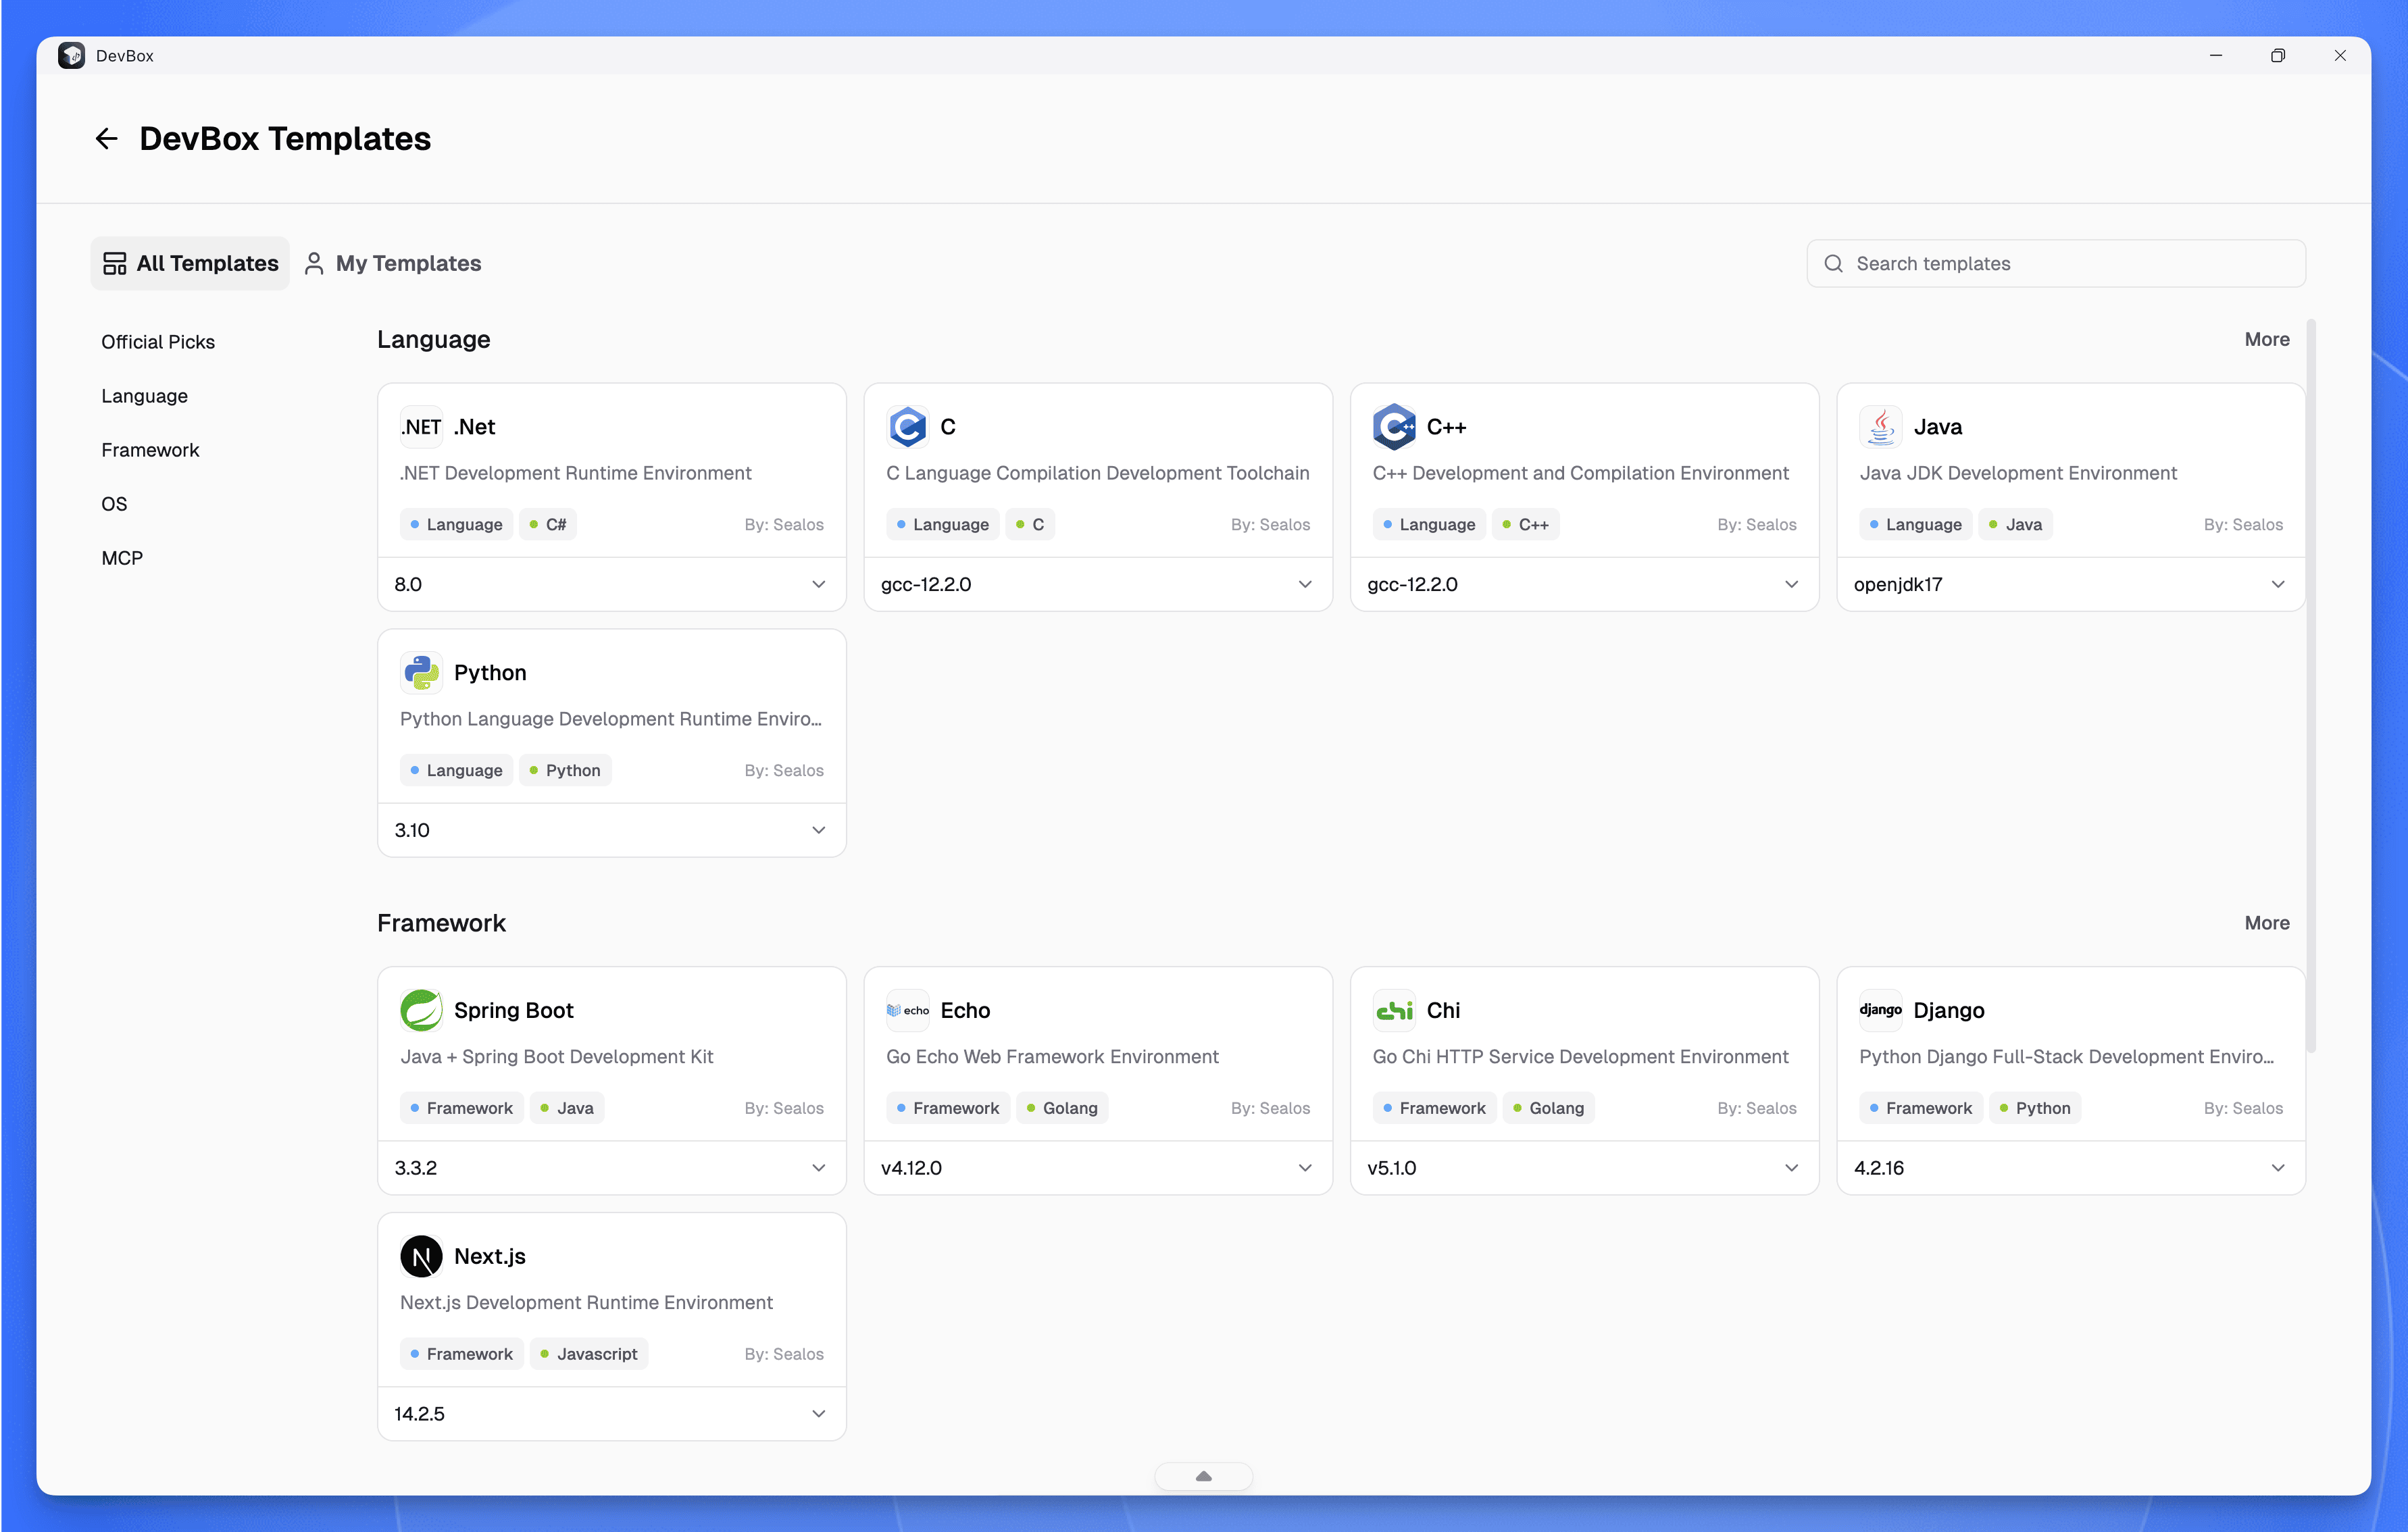 DevBox
DevBox Templates
All Templates
My Templates
Search templates
Official Picks
Language
Framework
OS
MCP
Language
More
.NET
.Net
.NET Development Runtime Environment
Language
C#
By: Sealos
8.0
C
C
C Language Compilation Development Toolchain
Language
C
By: Sealos
gcc-12.2.0
C++
C++
C++ Development and Compilation Environment
Language
C++
By: Sealos
gcc-12.2.0
Java
Java JDK Development Environment
Language
Java
By: Sealos
openjdk17
Python
Python Language Development Runtime Enviro...
Language
Python
By: Sealos
3.10
Framework
More
Spring Boot
Java + Spring Boot Development Kit
Framework
Java
By: Sealos
3.3.2
echo
Echo
Go Echo Web Framework Environment
Framework
Golang
By: Sealos
v4.12.0
chi
Chi
Go Chi HTTP Service Development Environment
Framework
Golang
By: Sealos
v5.1.0
django
Django
Python Django Full-Stack Development Enviro...
Framework
Python
By: Sealos
4.2.16
N
Next.js
Next.js Development Runtime Environment
Framework
Javascript
By: Sealos
14.2.5